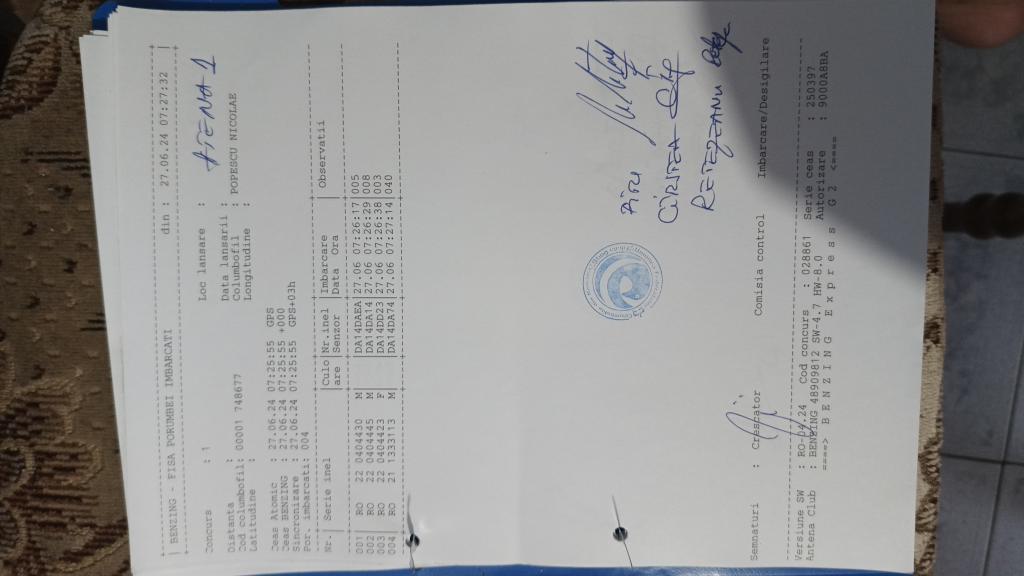 | BENZING - FISA PORUMBEI IMBARCATI din : 27.06.24 07:27:32 |
Concurs : 1 Loc lansare : ATENA 1
Distanta : Data lansarii :
Cod columbofil: 00001 748677 Columbofil : POPESCU NICOLAE
Latitudine : Longitudine :
Ceas Atomic : 27.06.24 07:25:55 GPS
Ceas BENZING : 27.06.24 07:25:55 +000
Sincronizare : 27.06.24 07:25:55 GPS+03h
Por. imbarcati: 004
Nr.| Serie inel |Culo|Nr.inel |Imbarcare | Observatii
|are |Senzor |Data Ora |
001| RO 22 0404430 M| |DA14DAEA|27.06 07:26:17|005
002| RO 22 0404445 M| |DA14DA14|27.06 07:26:29|008
003| RO 22 0404423 F| |DA14DD23|27.06 07:26:38|003
004| RO 21 1333113 M| |DA14DA74|27.06 07:27:14|040
CÎRSTEA
RETEZEANU
Semnaturi : Crescator Comisia control Imbarcare/Desigilare
Versiune SW : RO-04.24 Cod concurs : 028861 Serie ceas : 250397
Antena Club : BENZING 48909812 SW-4.7 HW-8.0 Autorizare : 9000A8BA
====> B E N Z I N G E x p r e s s G 2 <====